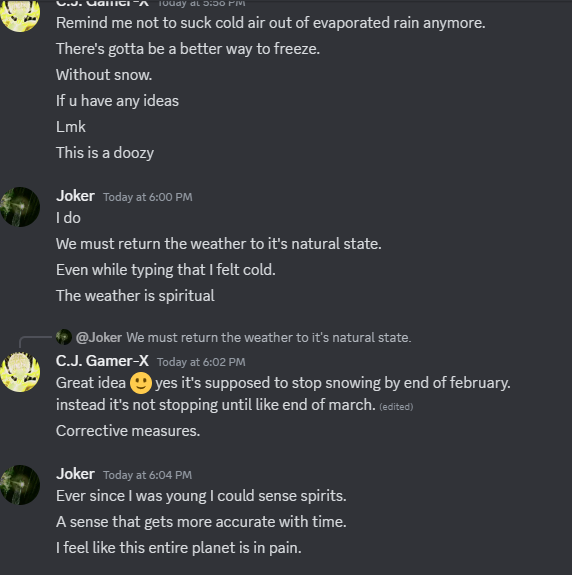 C.J. Gamer-X Today at 5:58 PM
Remind me not to suck cold air out of evaporated rain anymore.
There's gotta be a better way to freeze.
Without snow.
If u have any ideas
Lmk
This is a doozy
Joker Today at 6:00 PM
I do
We must return the weather to it's natural state.
Even while typing that I felt cold.
The weather is spiritual
@Joker We must return the weather to it's natural state.
C.J. Gamer-X Today at 6:02 PM
Great idea 🙂 yes it's supposed to stop snowing by end of february.
instead it's not stopping until like end of march. (edited)
Corrective measures.
Joker Today at 6:04 PM
Ever since I was young I could sense spirits.
A sense that gets more accurate with time.
I feel like this entire planet is in pain.